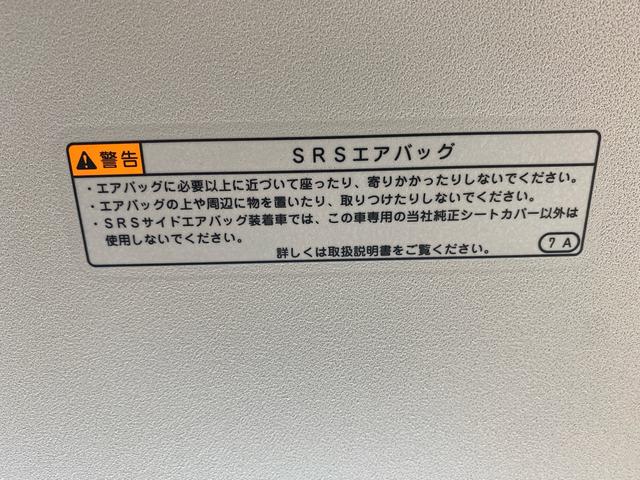 警告
SRSエアバッグ
・エアバッグに必要以上に近づいて座ったり、寄りかかったりしないでください。
・エアバッグの上や周辺に物を置いたり、取りつけたりしないでください。
・SRSサイドエアバッグ装着車では、この車専用の当社純正シートカバー以外は
使用しないでください。
詳しくは取扱説明書をご覧ください。
7A